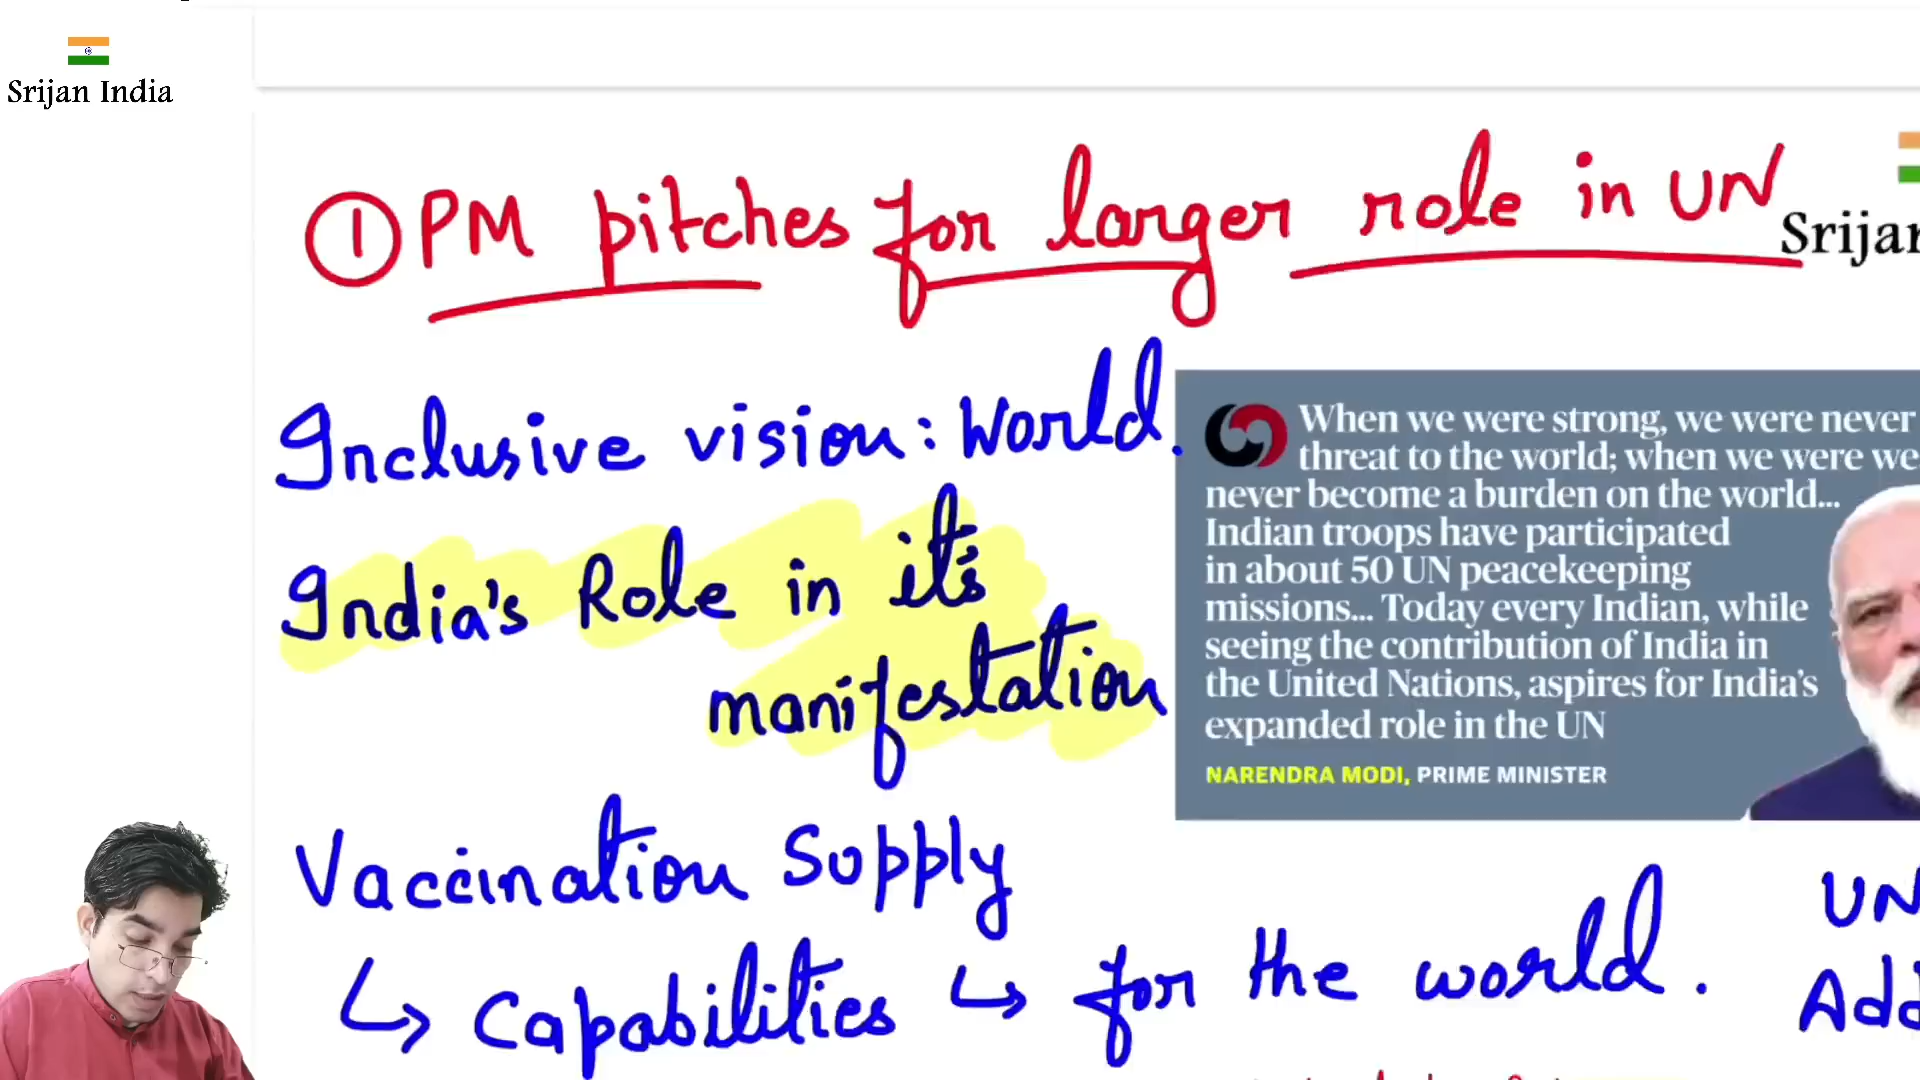 Srijan India
① PM pitches for larger role in UN
Inclusive vision: World.
India's Role in it's
manifestation
Vaccination Supply
↳ Capabilities ↳ for the world.
When we were strong, we were never
threat to the world; when we were
never become a burden on the world...
Indian troops have participated
in about 50 UN peacekeeping
missions... Today every Indian, while
seeing the contribution of India in
the United Nations, aspires for India's
expanded role in the UN
NARENDRA MODI, PRIME MINISTER
UN